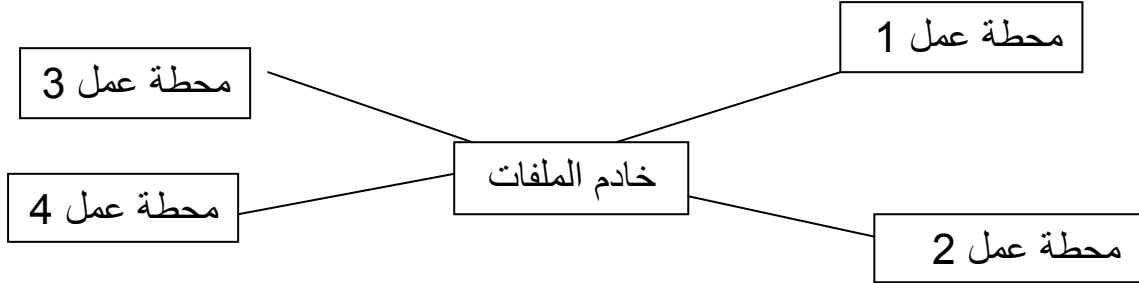 محطة عمل 1
محطة عمل 3
خادم الملفات
محطة عمل 4
محطة عمل 2